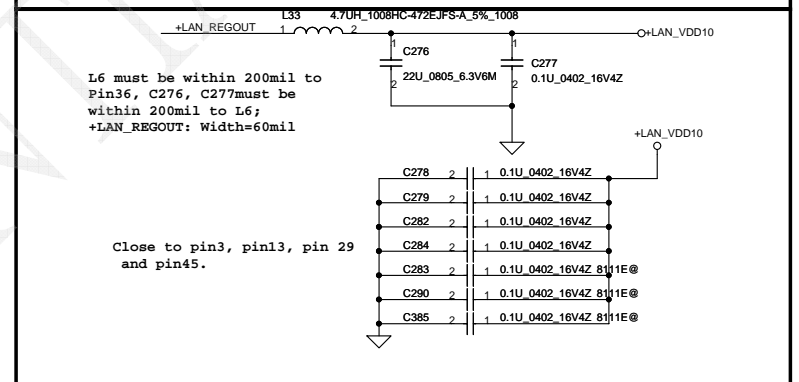 L33 4.7UH_1008HC-472EJFS-A_5%_1008
+LAN_REGOUT 1 2 +LAN_VDD10
1 C276 1 C277
22U_0805_6.3V6M 0.1U_0402_16V4Z
2 2
L6 must be within 200mil to
Pin36, C276, C277must be
within 200mil to L6;
+LAN_REGOUT: Width=60mil
+LAN_VDD10
C278 2 1 0.1U_0402_16V4Z
C279 2 1 0.1U_0402_16V4Z
C282 2 1 0.1U_0402_16V4Z
C284 2 1 0.1U_0402_16V4Z
C283 2 1 0.1U_0402_16V4Z 8111E@
C290 2 1 0.1U_0402_16V4Z 8111E@
C385 2 1 0.1U_0402_16V4Z 8111E@
Close to pin3, pin13, pin 29
and pin45.